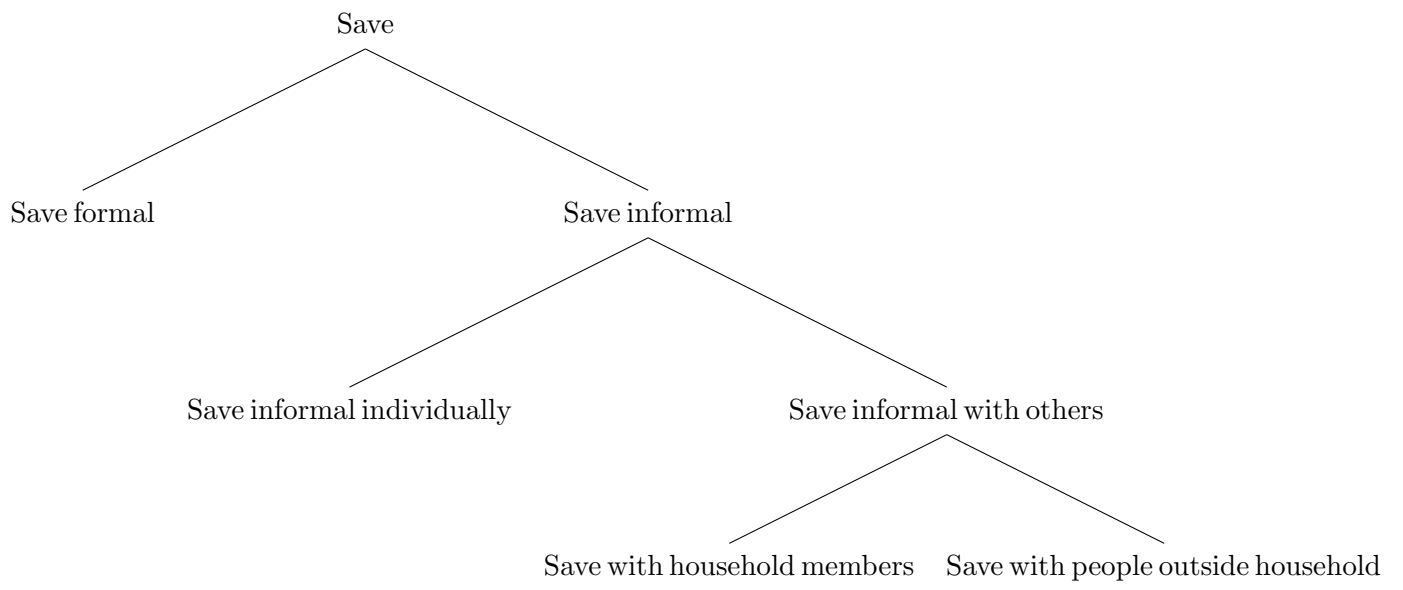 Save
Save formal
Save informal
Save informal individually
Save informal with others
Save with household members
Save with people outside household